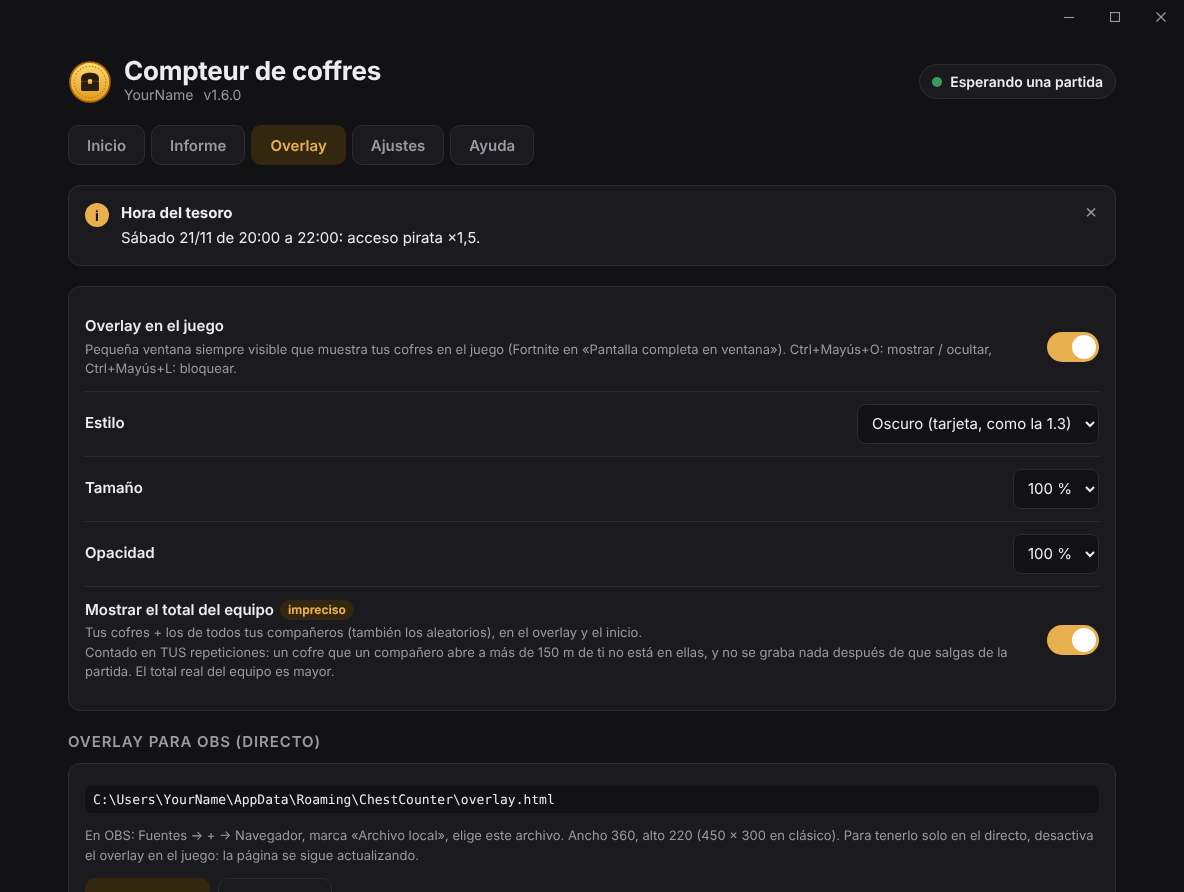 Compteur de coffres
YourName v1.6.0
Esperando una partida
Inicio
Informe
Overlay
Ajustes
Ayuda
i
Hora del tesoro
Sábado 21/11 de 20:00 a 22:00: acceso pirata ×1,5.
Overlay en el juego
Pequeña ventana siempre visible que muestra tus cofres en el juego (Fortnite en «Pantalla completa en ventana»). Ctrl+Mayús+O: mostrar / ocultar,
Ctrl+Mayús+L: bloquear.
Estilo
Oscuro (tarjeta, como la 1.3)
Tamaño
100 %
Opacidad
100 %
Mostrar el total del equipo impreciso
Tus cofres + los de todos tus compañeros (también los aleatorios), en el overlay y el inicio.
Contado en TUS repeticiones: un cofre que un compañero abre a más de 150 m de ti no está en ellas, y no se graba nada después de que salgas de la
partida. El total real del equipo es mayor.
OVERLAY PARA OBS (DIRECTO)
C:\Users\YourName\AppData\Roaming\ChestCounter\overlay.html
En OBS: Fuentes → + → Navegador, marca «Archivo local», elige este archivo. Ancho 360, alto 220 (450 × 300 en clásico). Para tenerlo solo en el directo, desactiva
el overlay en el juego: la página se sigue actualizando.